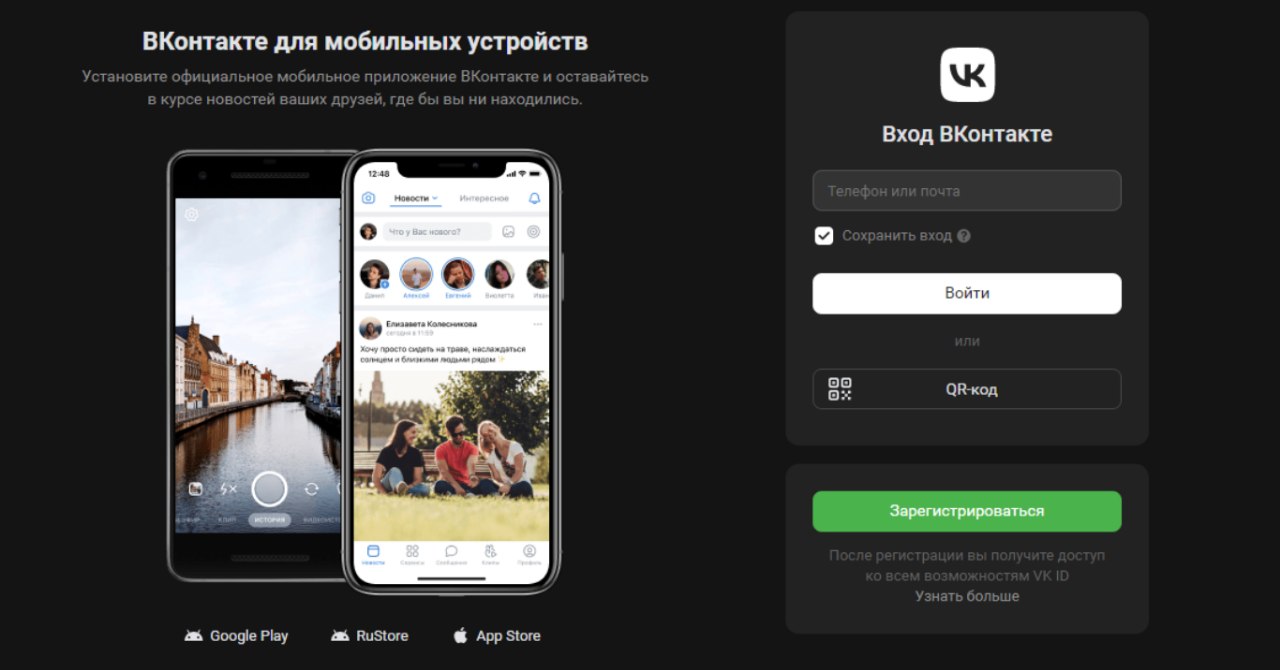 ВКонтакте для мобильных устройств
Установите официальное мобильное приложение ВКонтакте и оставайтесь
в курсе новостей ваших друзей, где бы вы ни находились.
12:48
Новости
Интересное
Что у Вас нового?
Данил
Алексей
Евгений
Виолетта
Елизавета Колесникова
сегодня в 11:59
Хочу просто сидеть на траве, наслаждаться
солнцем и близкими людьми рядом
КЛИП
ИСТОРИЯ
Новости
Сервисы
Сообщения
Клипы
Профиль
Google Play
RuStore
App Store
VK
Вход ВКонтакте
Телефон или почта
Сохранить вход ?
Войти
или
QR-код
Зарегистрироваться
После регистрации вы получите доступ
ко всем возможностям VK ID
Узнать больше